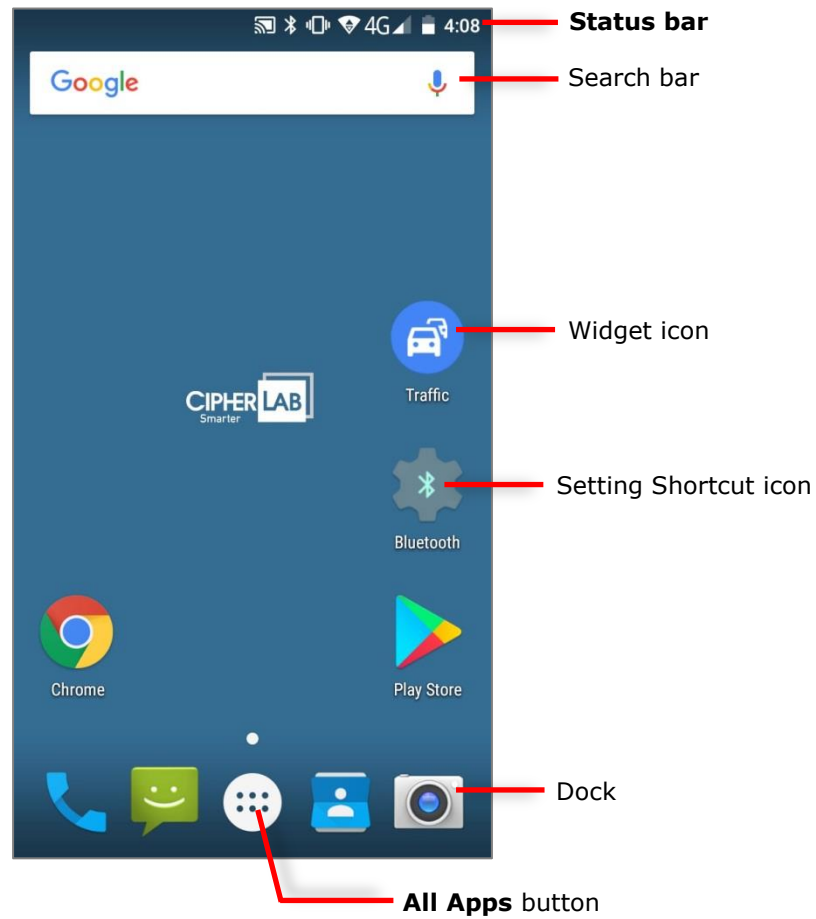 4G 4:08
Status bar
Google
Search bar
Widget icon
Traffic
CIPHERLAB
Smarter
Setting Shortcut icon
Bluetooth
Chrome
Play Store
Dock
All Apps button